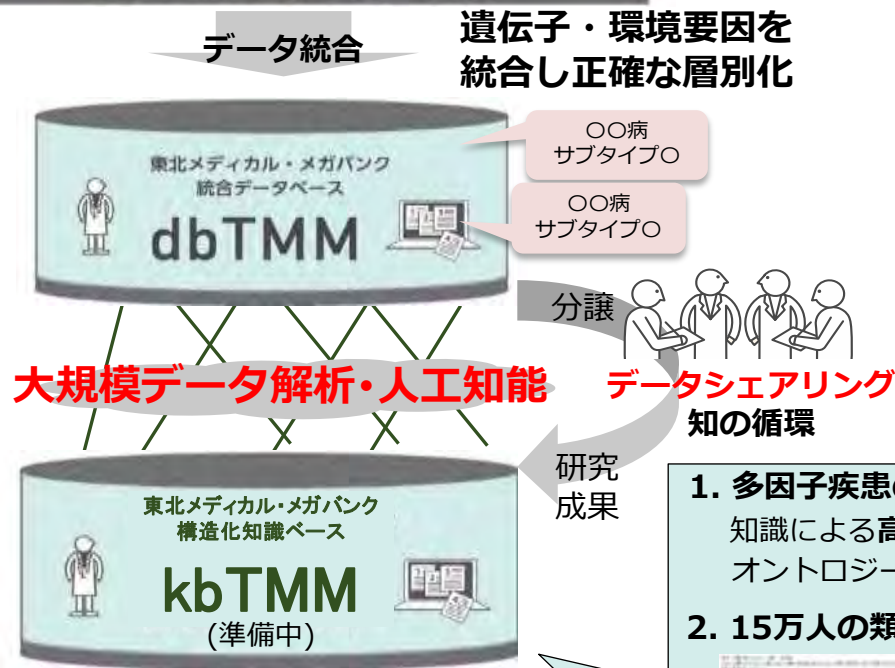 データ統合
遺伝子・環境要因を
統合し正確な層別化
東北メディカル・メガバンク
統合データベース
dbTMM
〇〇病
サブタイプ〇
〇〇病
サブタイプ〇
分譲
大規模データ解析・人工知能
データシェアリング
知の循環
研究
成果
東北メディカル・メガバンク
構造化知識ベース
kbTMM
(準備中)
1. 多因子疾患
知識による
オントロジー
2. 15万人の類